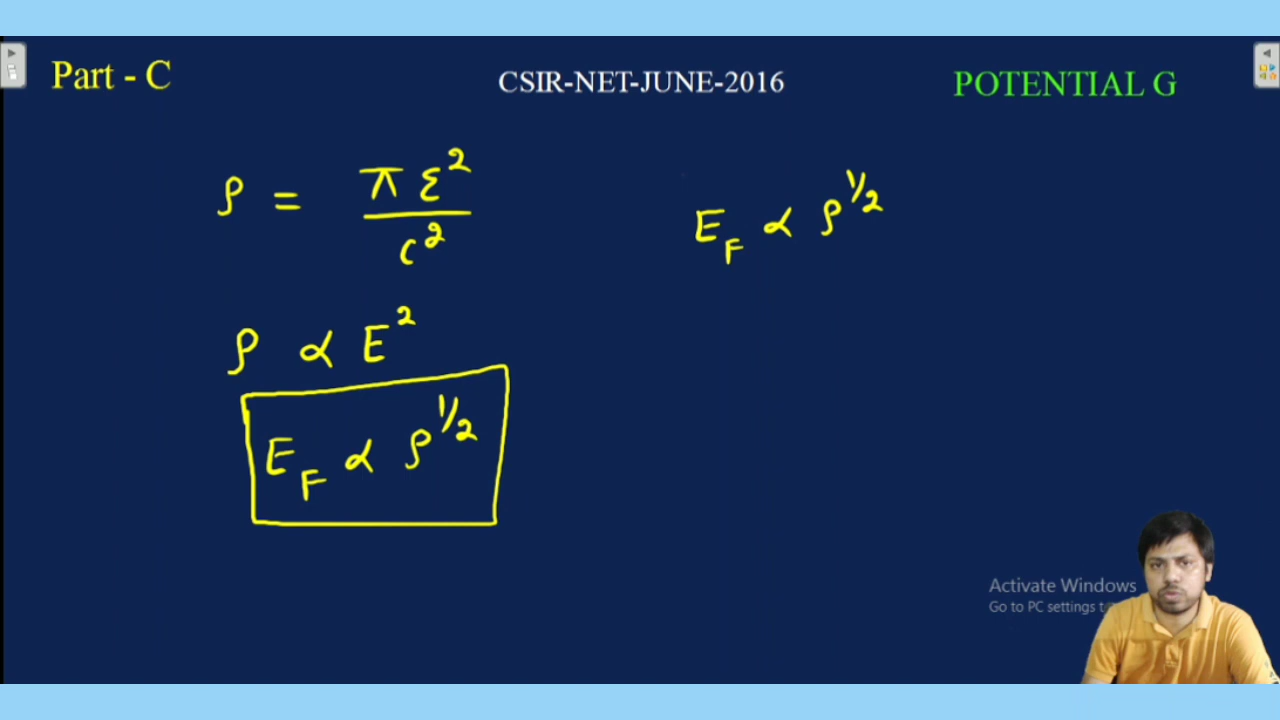 Part - C
CSIR-NET-JUNE-2016
POTENTIAL G
ρ = π ε² / c²
E_F ∝ ρ^1/2
ρ ∝ E²
E_F ∝ ρ^1/2
Activate Windows
Go to PC settings t